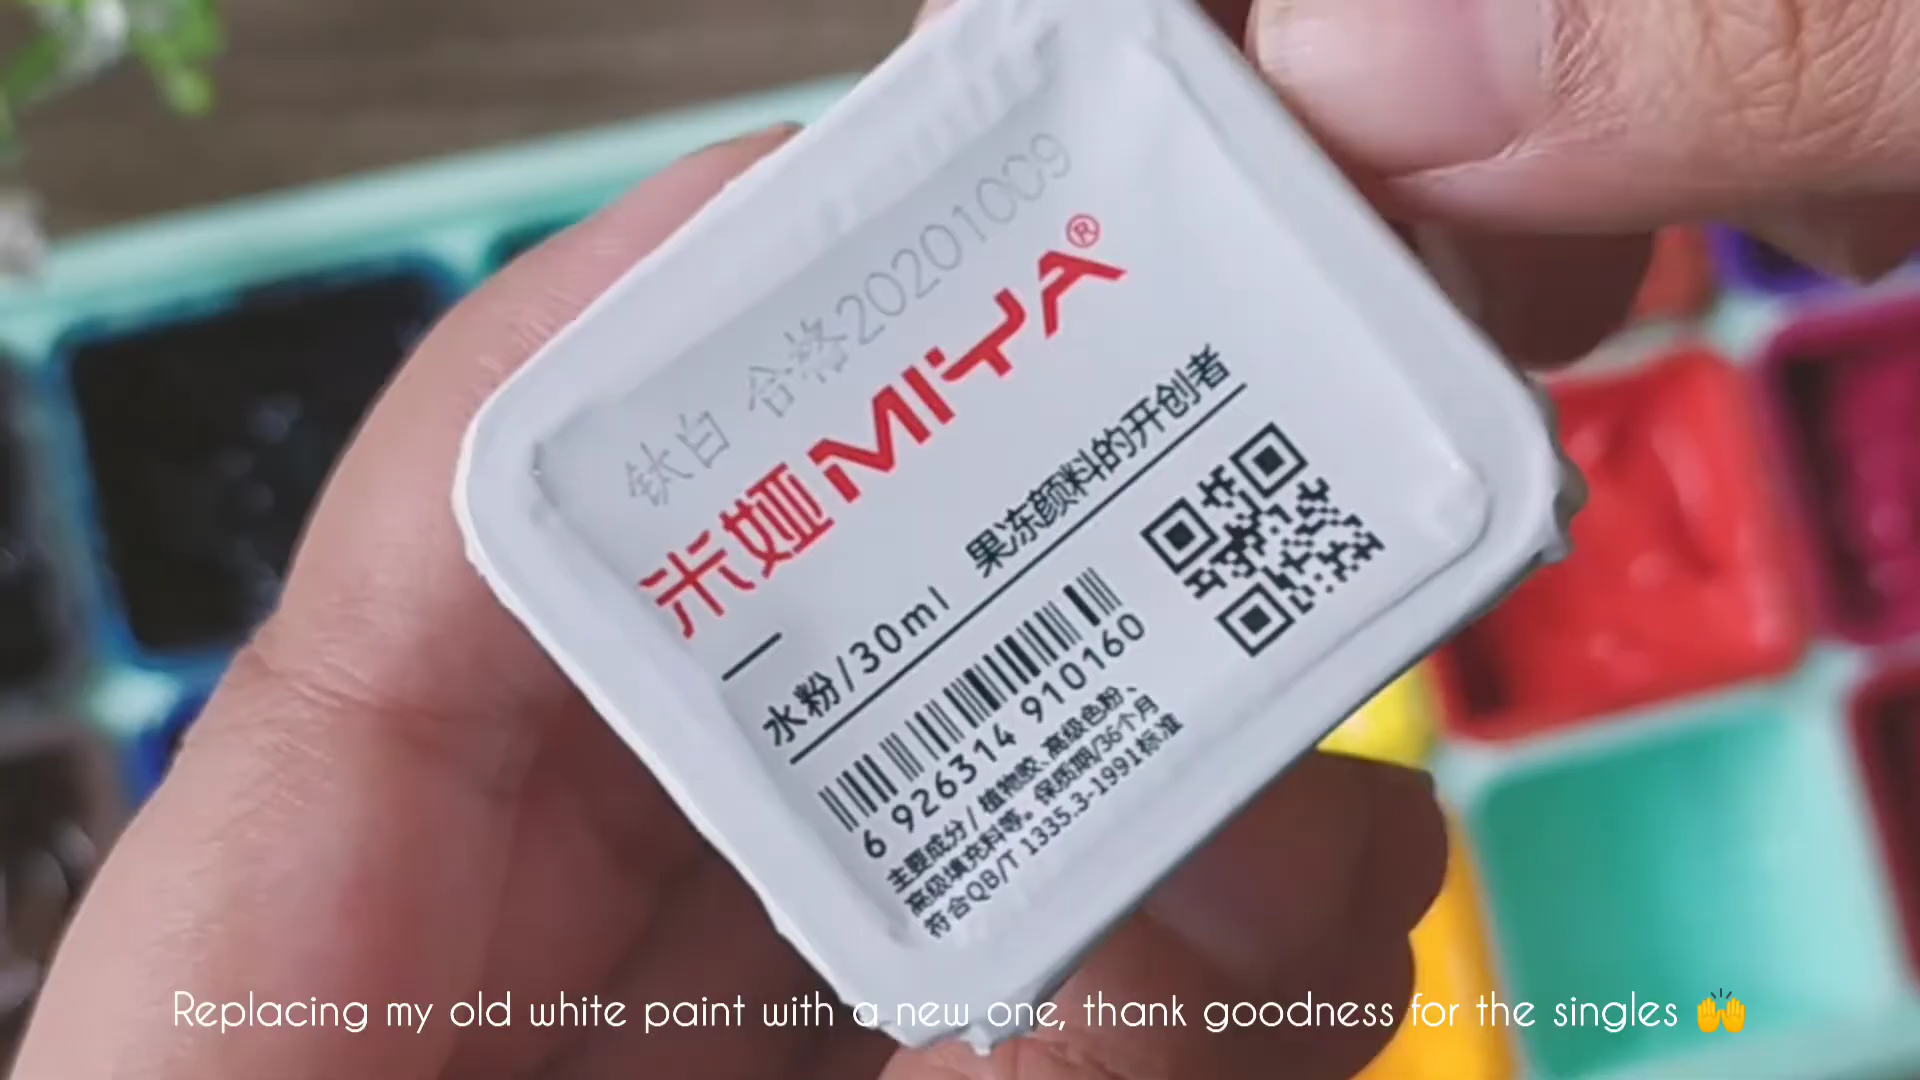 钛白 合格20201009
米娅 MIYA®
水粉/30ml 果冻颜料的开创者
6 926314 910160
主要成分/植物胶、高级色粉、
高级填充料等。保质期/36个月
符合QB/T 1335.3-1991标准
Replacing my old white paint with a new one, thank goodness for the singles 🙌